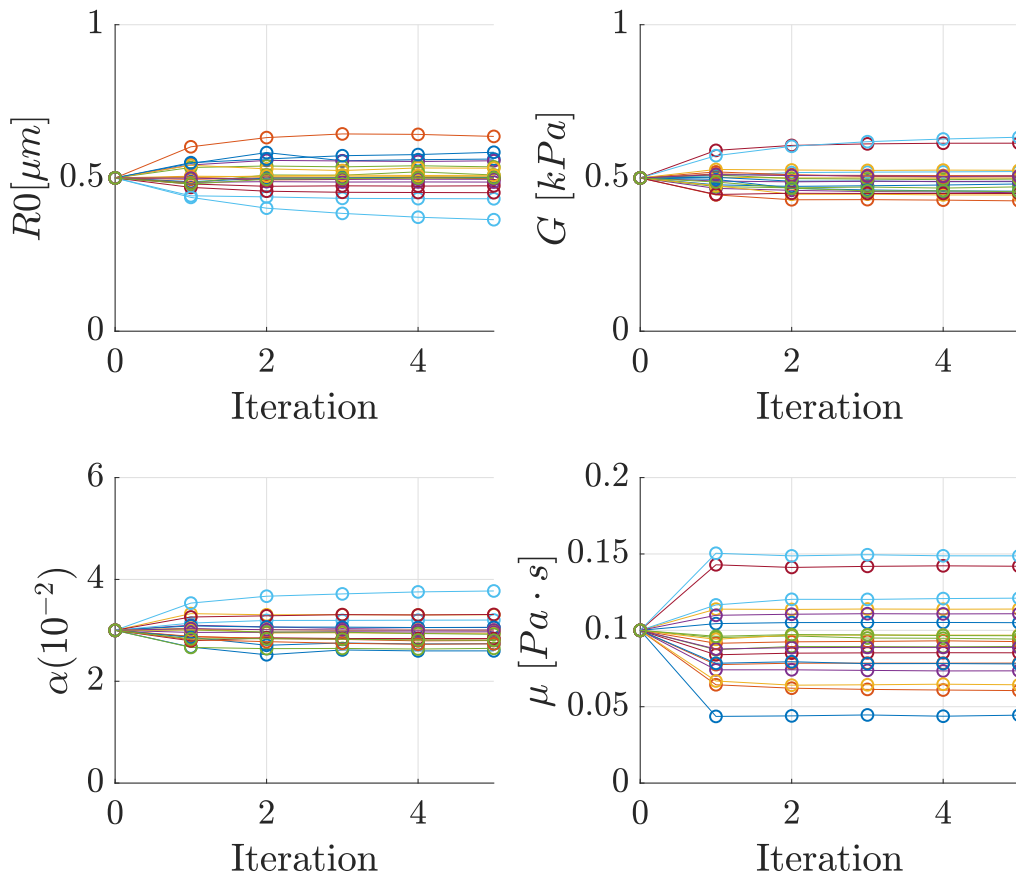 R0[μm]
1
0.5
0
0 2 4
Iteration
G [kPa]
1
0.5
0
0 2 4
Iteration
α(10⁻²)
6
4
2
0
0 2 4
Iteration
μ [Pa · s]
0.2
0.15
0.1
0.05
0
0 2 4
Iteration